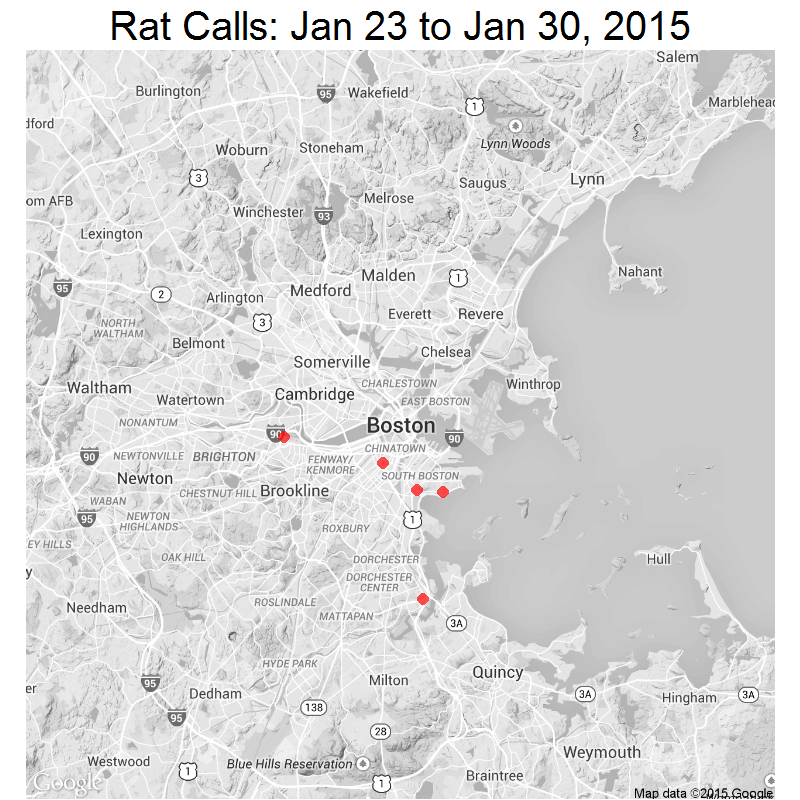 Rat Calls: Jan 23 to Jan 30, 2015
Salem
Burlington
95
Wakefield
1
Marblehead
dford
Lynn Woods
Woburn
Stoneham
3
Saugus
Lynn
om AFB
Winchester
93
Melrose
Lexington
Nahant
Malden
1
95
2
Arlington
Medford
Everett
Revere
3
NORTH
WALTHAM
Belmont
Chelsea
Somerville
Waltham
CHARLESTOWN
Winthrop
Watertown
Cambridge
EAST BOSTON
NONANTUM
Boston
90
90
90
CHINATOWN
NEWTONVILLE
BRIGHTON
FENWAY/
KENMORE
Newton
SOUTH BOSTON
CHESTNUT HILL
Brookline
WABAN
95
NEWTON
HIGHLANDS
1
ROXBURY
EY HILLS
OAK HILL
DORCHESTER
Hull
y
DORCHESTER
CENTER
Needham
ROSLINDALE
MATTAPAN
3A
HYDE PARK
Quincy
Milton
95
er
Dedham
3A
Hingham
3A
138
95
28
Weymouth
Westwood
1
Blue Hills Reservation
Braintree
1
Google
Map data ©2015 Google